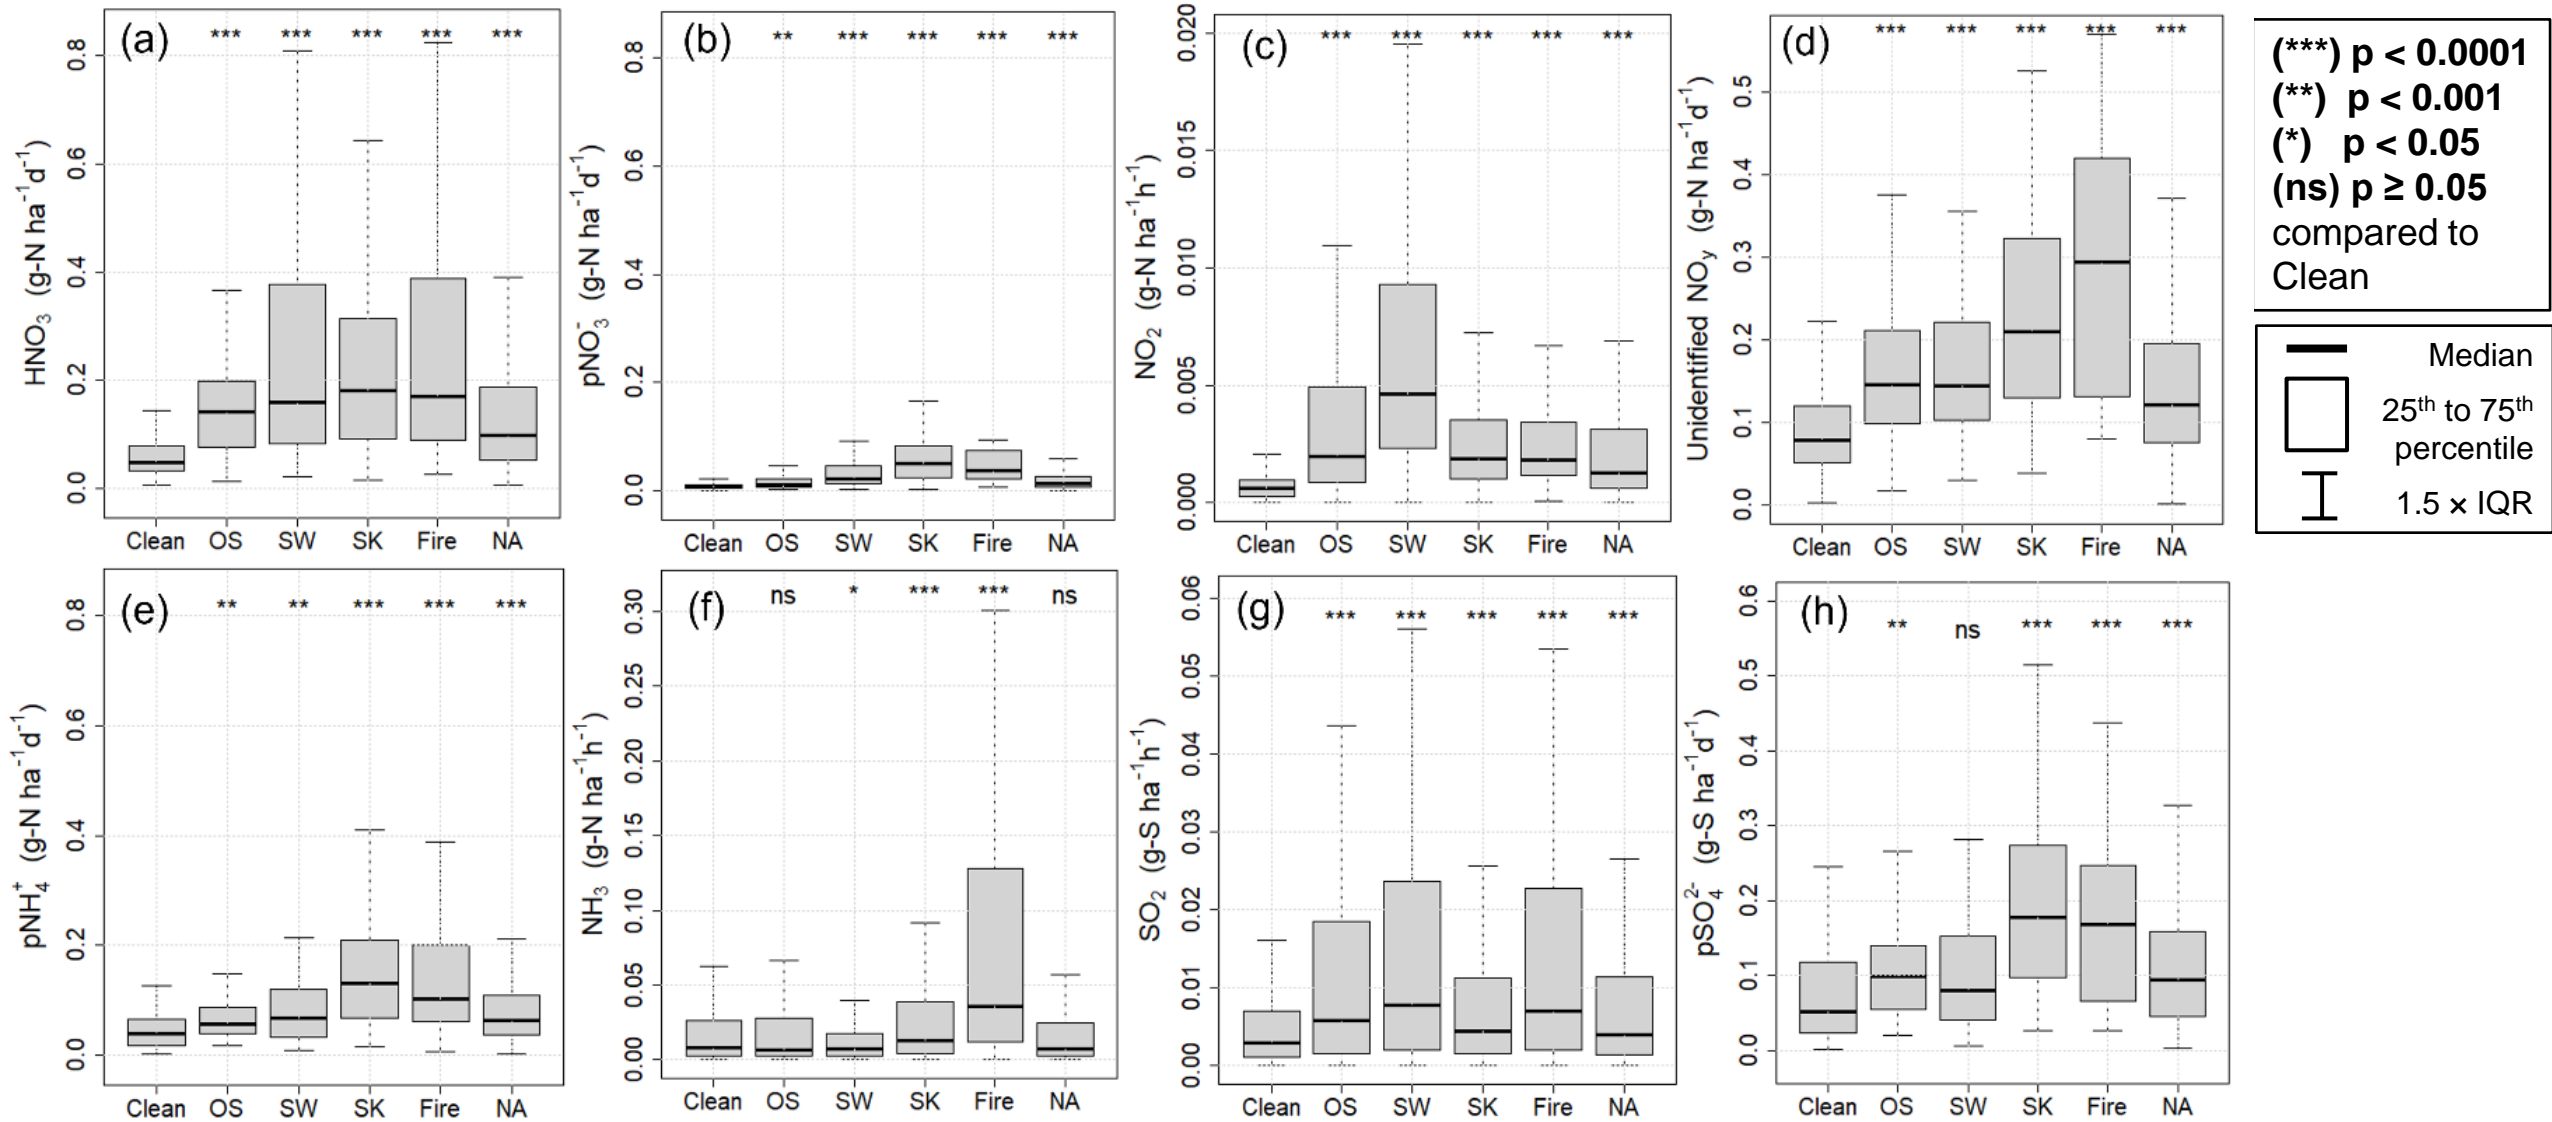 (a)
*** *** *** *** ***
HNO₃ (g-N ha⁻¹d⁻¹)
0.8
0.6
0.4
0.2
0.0
Clean OS SW SK Fire NA
(b)
** *** *** *** ***
pNO₃⁻ (g-N ha⁻¹d⁻¹)
0.8
0.6
0.4
0.2
0.0
Clean OS SW SK Fire NA
(c)
*** *** *** *** ***
NO₂ (g-N ha⁻¹h⁻¹)
0.020
0.015
0.010
0.005
0.000
Clean OS SW SK Fire NA
(d)
*** *** *** *** ***
Unidentified NOᵧ (g-N ha⁻¹d⁻¹)
0.5
0.4
0.3
0.2
0.1
0.0
Clean OS SW SK Fire NA
(***) p < 0.0001
(**) p < 0.001
(*) p < 0.05
(ns) p ≥ 0.05
compared to
Clean
Median
25th to 75th
percentile
1.5 × IQR
(e)
** ** *** *** ***
pNH₄⁺ (g-N ha⁻¹d⁻¹)
0.8
0.6
0.4
0.2
0.0
Clean OS SW SK Fire NA
(f)
ns * *** *** ns
NH₃ (g-N ha⁻¹h⁻¹)
0.30
0.25
0.20
0.15
0.10
0.05
0.00
Clean OS SW SK Fire NA
(g)
*** *** *** *** ***
SO₂ (g-S ha⁻¹h⁻¹)
0.06
0.05
0.04
0.03
0.02
0.01
0.00
Clean OS SW SK Fire NA
(h)
** ns *** *** ***
pSO₄²⁻ (g-S ha⁻¹d⁻¹)
0.6
0.5
0.4
0.3
0.2
0.1
0.0
Clean OS SW SK Fire NA